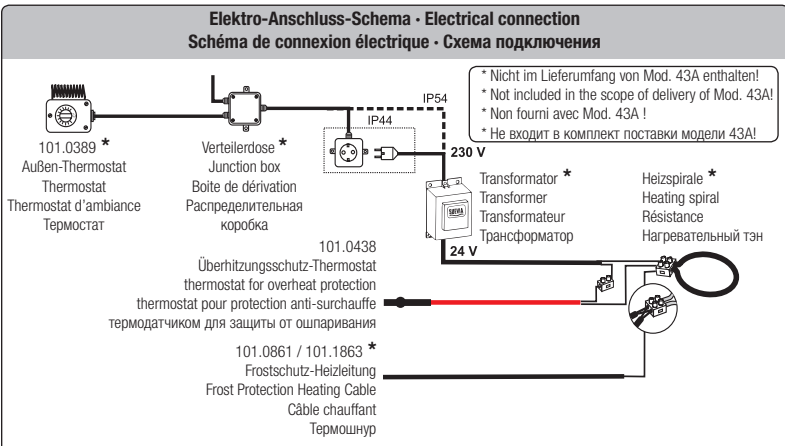 Elektro-Anschluss-Schema · Electrical connection
Schéma de connexion électrique · Схема подключения
* Nicht im Lieferumfang von Mod. 43A enthalten!
* Not included in the scope of delivery of Mod. 43A!
* Non fourni avec Mod. 43A !
* Не входит в комплект поставки модели 43A!
IP54
IP44
230 V
101.0389 *
Außen-Thermostat
Thermostat
Thermostat d’ambiance
Термостат
Verteilerdose *
Junction box
Boite de dérivation
Распределительная
коробка
SUEVIA
Transformator *
Transformer
Transformateur
Трансформатор
Heizspirale *
Heating spiral
Résistance
Нагревательный тэн
24 V
101.0438
Überhitzungsschutz-Thermostat
thermostat for overheat protection
thermostat pour protection anti-surchauffe
термодатчиком для защиты от ошпаривания
101.0861 / 101.1863 *
Frostschutz-Heizleitung
Frost Protection Heating Cable
Câble chauffant
Термошнур